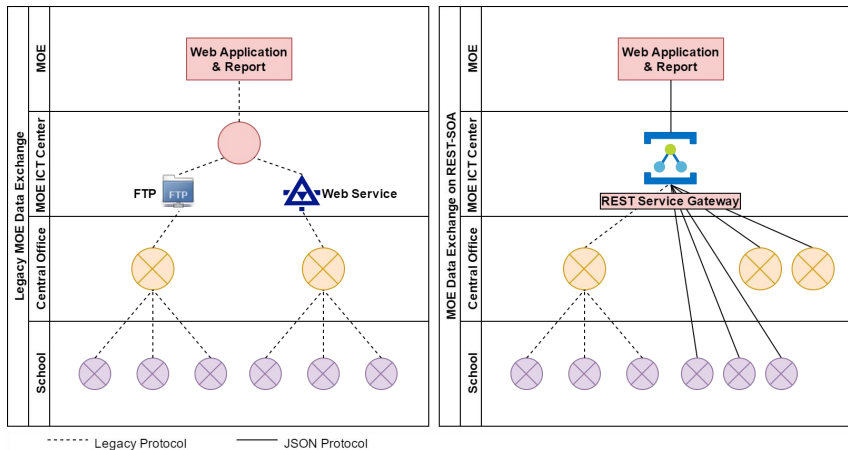 Legacy MOE Data Exchange
MOE
Web Application
& Report
MOE ICT Center
FTP
FTP
Web Service
Central Office
School
MOE Data Exchange on REST-SOA
MOE
Web Application
& Report
MOE ICT Center
REST Service Gateway
Central Office
School
Legacy Protocol
JSON Protocol